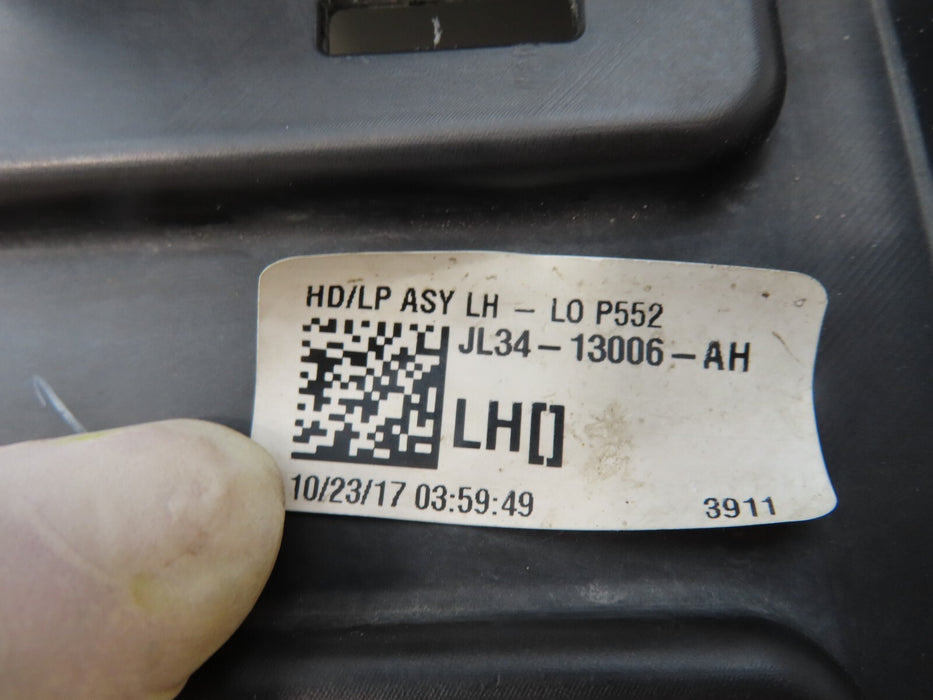 HD/LP ASY LH – LO P552
JL34–13006–AH
LH[]
10/23/17 03:59:49
3911